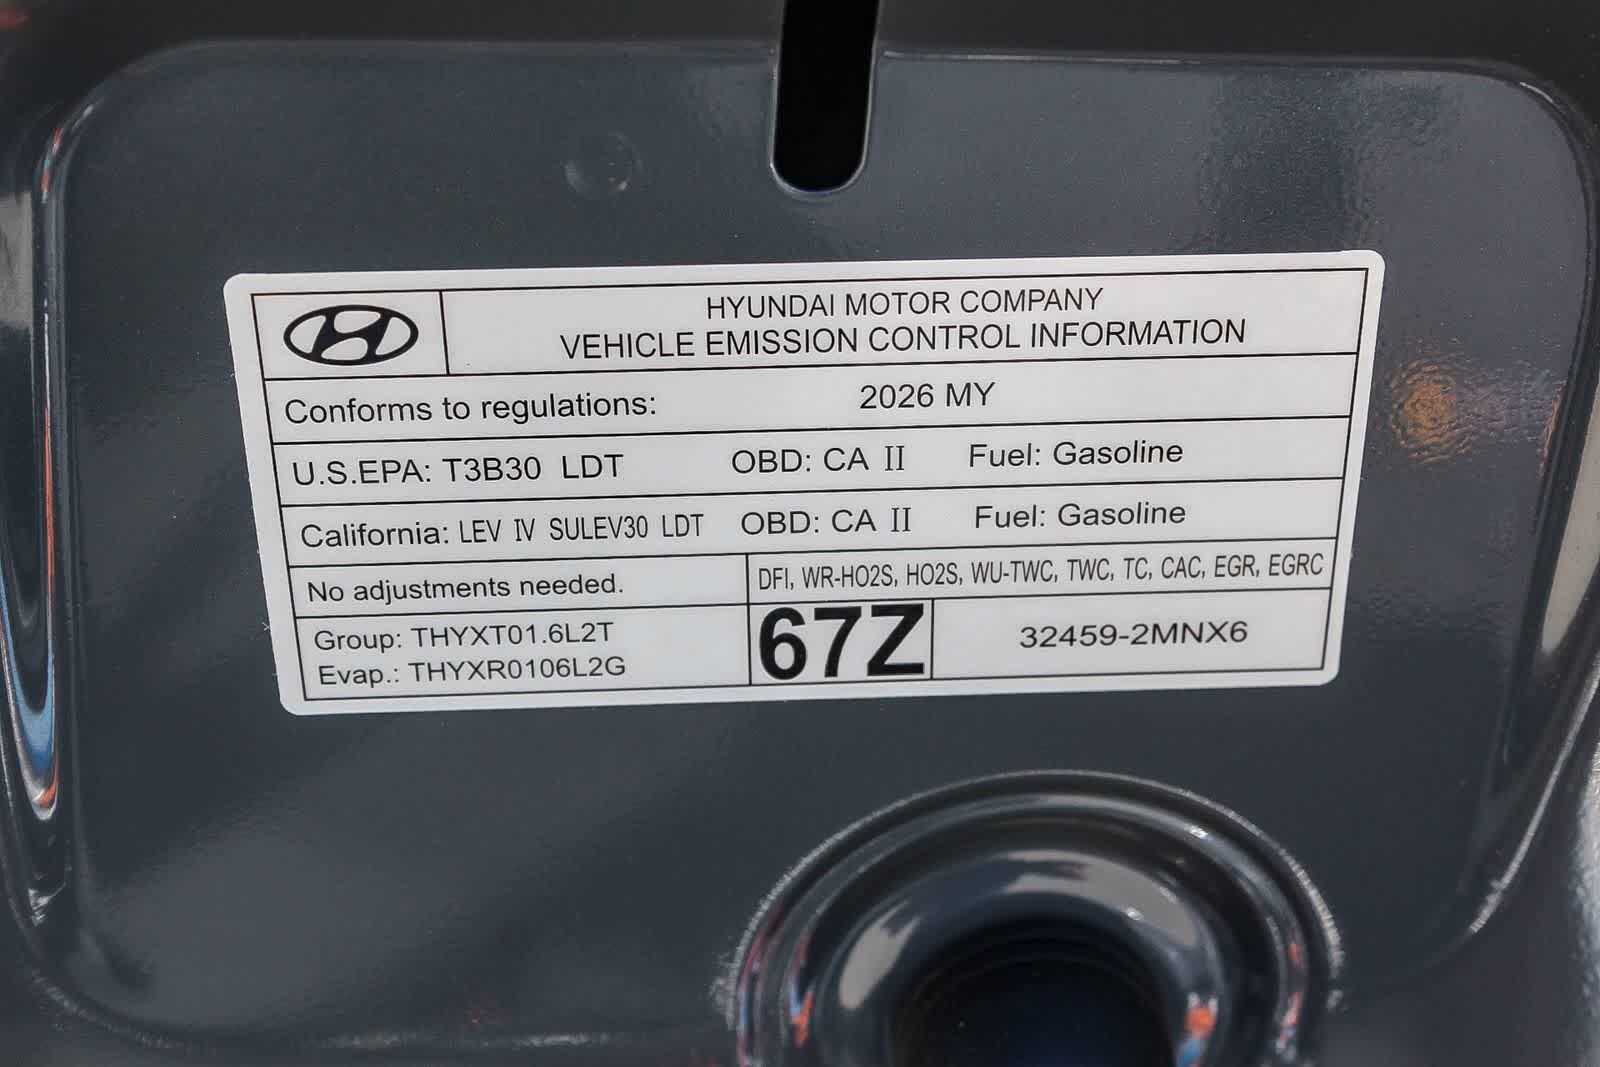 HYUNDAI MOTOR COMPANY
VEHICLE EMISSION CONTROL INFORMATION
Conforms to regulations: 2026 MY
U.S.EPA: T3B30 LDT OBD: CA II Fuel: Gasoline
California: LEV IV SULEV30 LDT OBD: CA II Fuel: Gasoline
No adjustments needed. DFI, WR-HO2S, HO2S, WU-TWC, TWC, TC, CAC, EGR, EGRC
Group: THYXT01.6L2T
Evap.: THYXR0106L2G
67Z
32459-2MNX6